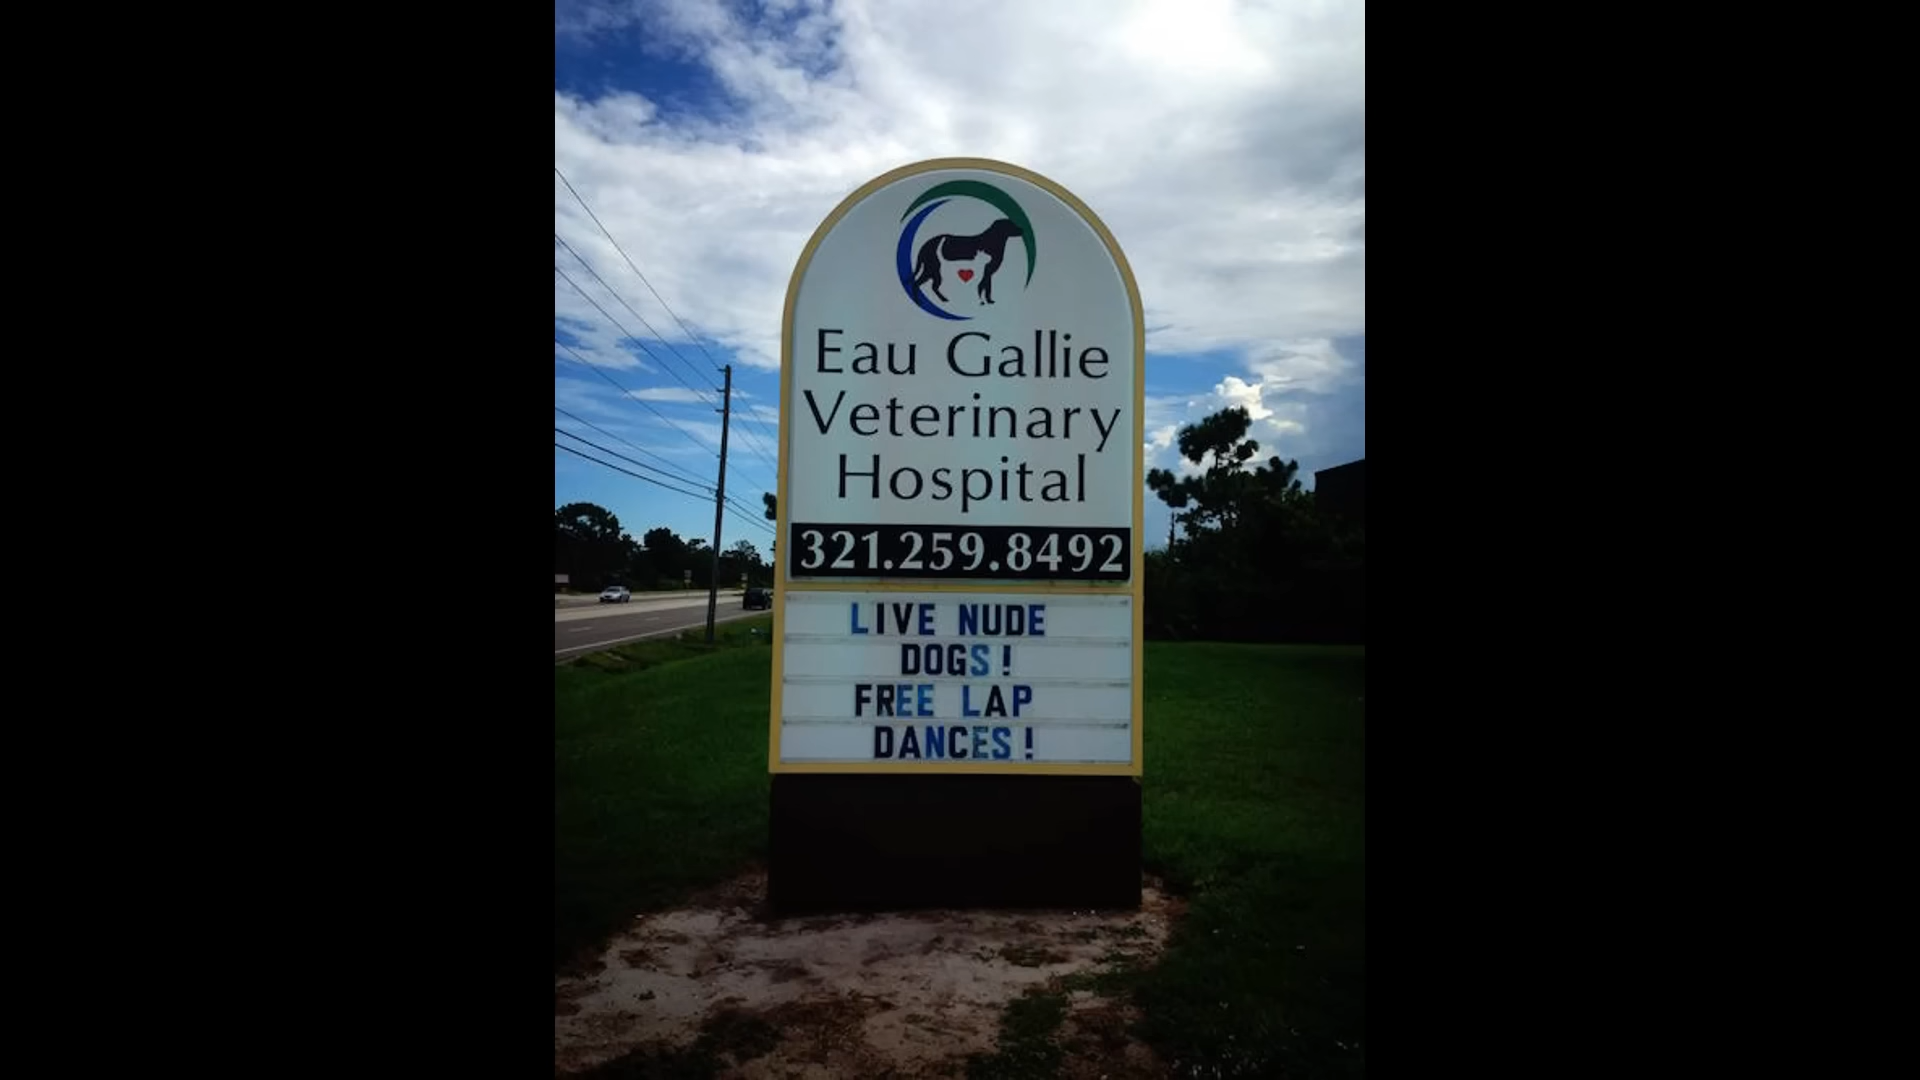 Eau Gallie
Veterinary
Hospital
321.259.8492
LIVE NUDE
DOGS!
FREE LAP
DANCES!